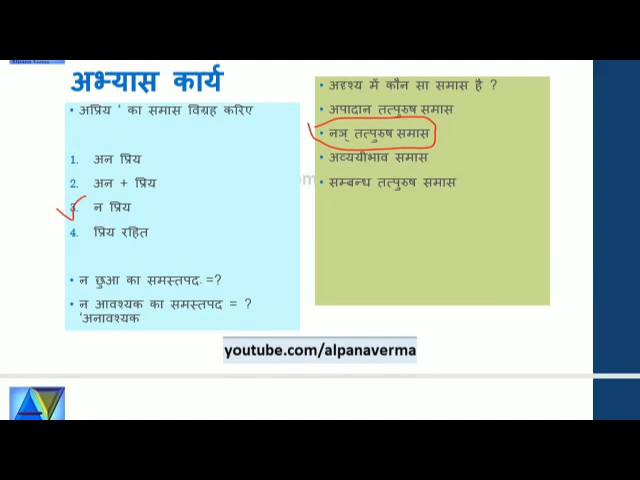 अभ्यास कार्य
• अप्रिय ' का समास विग्रह करिए
1. अन प्रिय
2. अन + प्रिय
3. न प्रिय
4. प्रिय रहित
• न छुआ का समस्तपद =?
• न आवश्यक का समस्तपद = ?
'अनावश्यक
• अदृश्य में कौन सा समास है ?
• अपादान तत्पुरुष समास
• नञ् तत्पुरुष समास
• अव्ययीभाव समास
• सम्बन्ध तत्पुरुष समास
youtube.com/alpanaverma